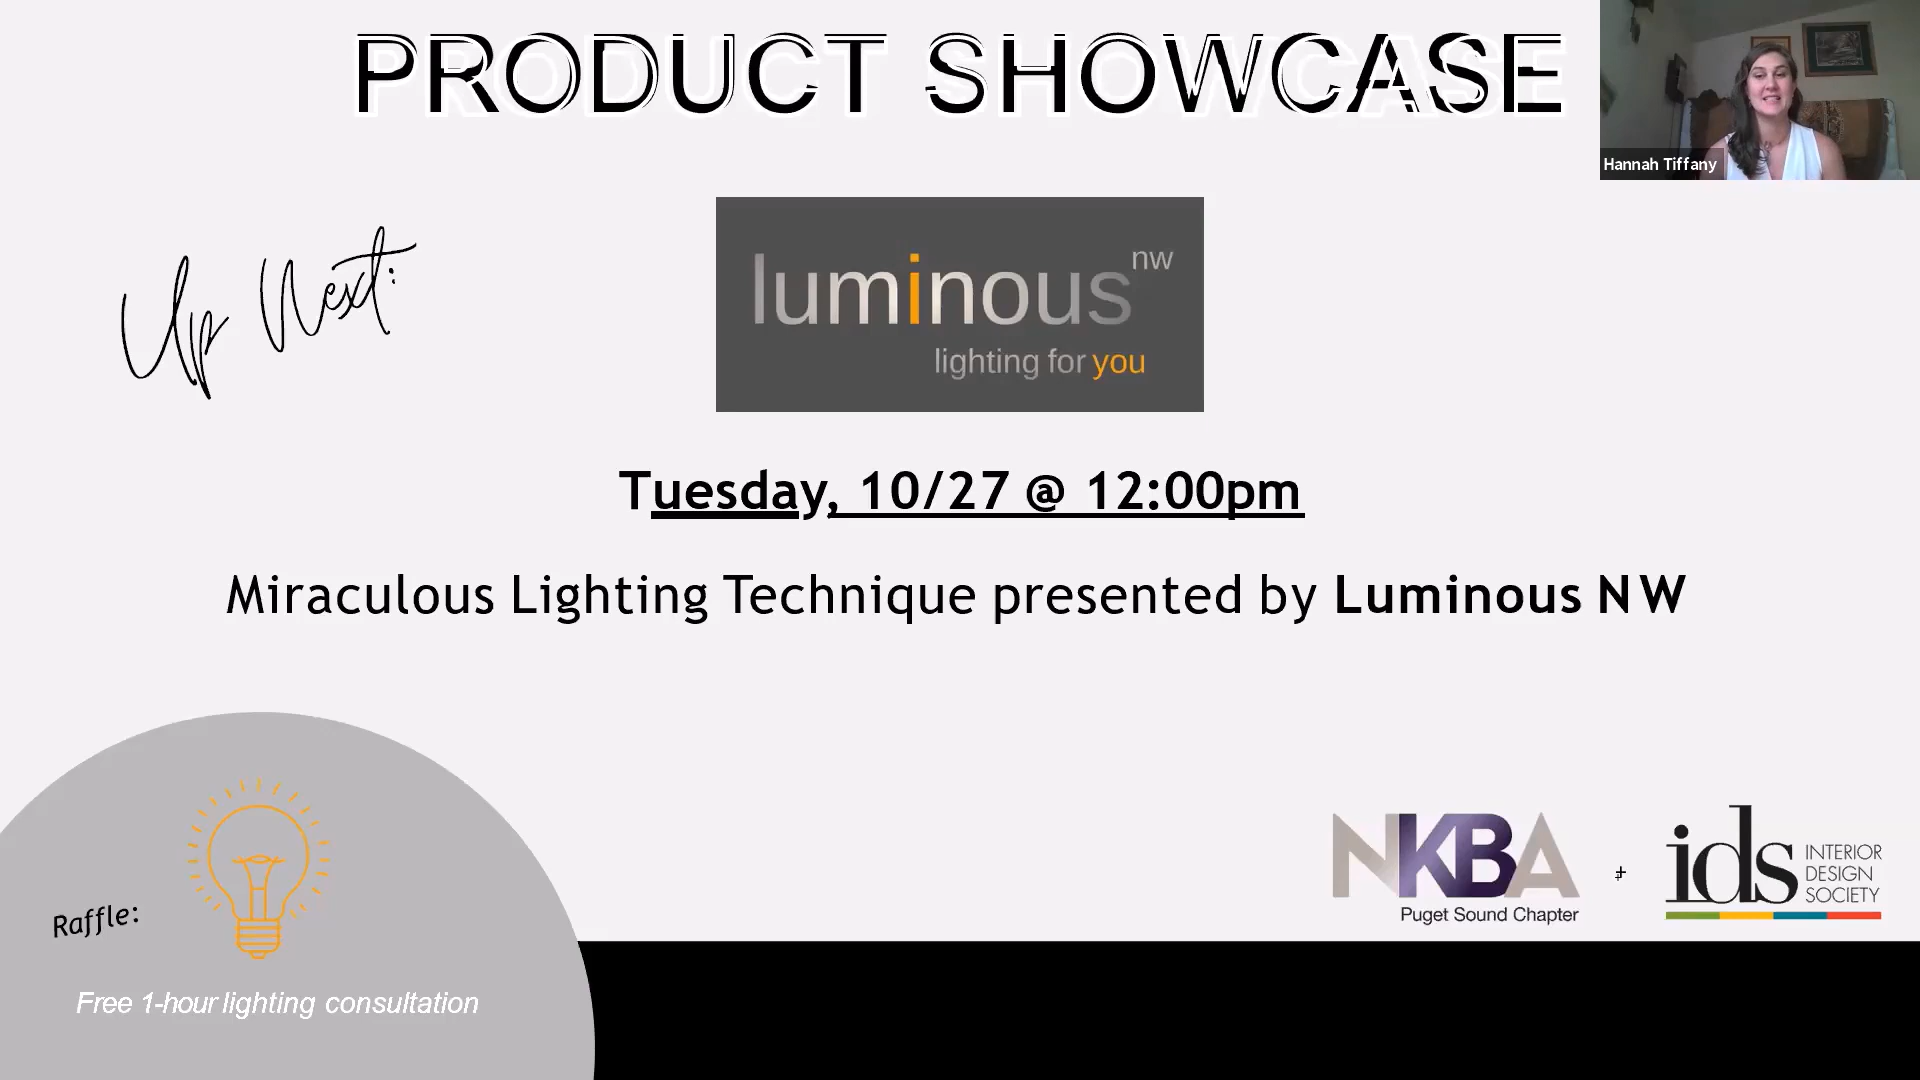 PRODUCT SHOWCASE
Hannah Tiffany
Up Next:
luminous nw
lighting for you
Tuesday, 10/27 @ 12:00pm
Miraculous Lighting Technique presented by Luminous NW
Raffle:
Free 1-hour lighting consultation
NKBA
Puget Sound Chapter
+
ids INTERIOR
DESIGN
SOCIETY